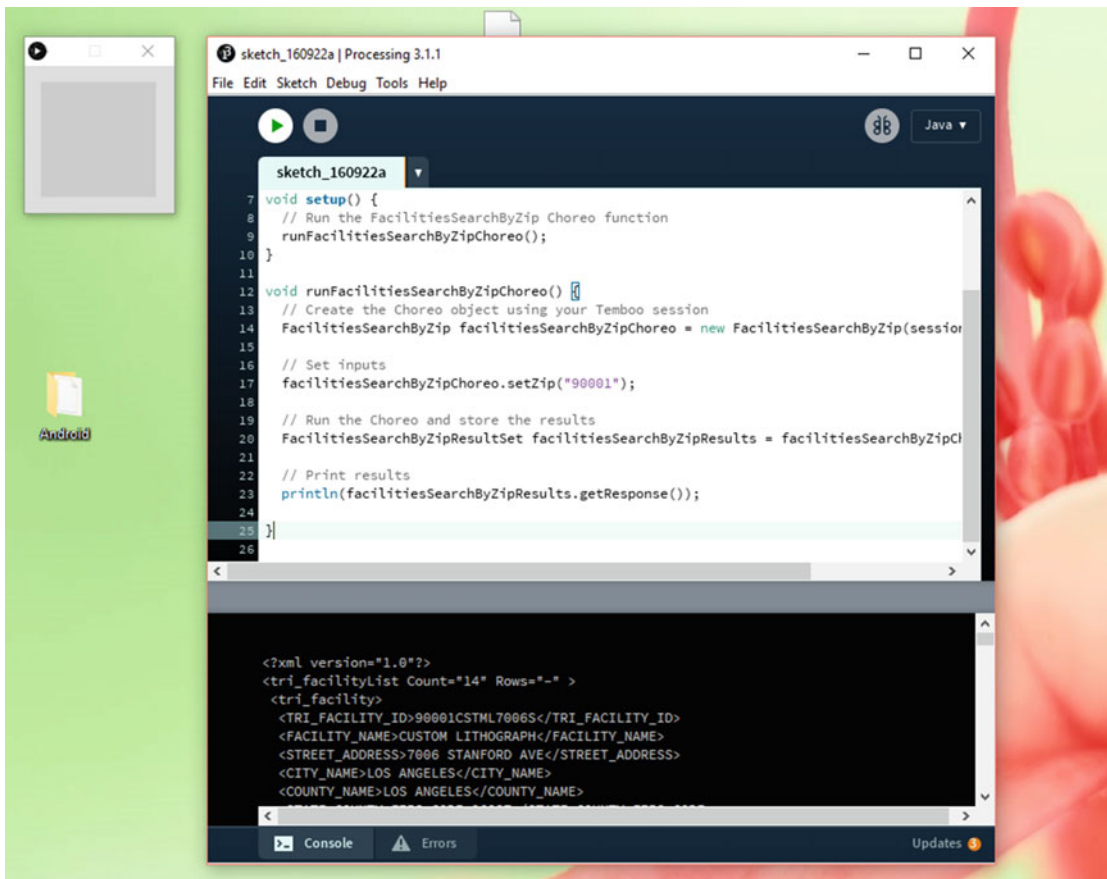 sketch_160922a | Processing 3.1.1
File Edit Sketch Debug Tools Help
Java
sketch_160922a
7 void setup() {
8 // Run the FacilitiesSearchByZip Choreo function
9 runFacilitiesSearchByZipChoreo();
10 }
11
12 void runFacilitiesSearchByZipChoreo() {
13 // Create the Choreo object using your Temboo session
14 FacilitiesSearchByZip facilitiesSearchByZipChoreo = new FacilitiesSearchByZip(session
15
16 // Set inputs
17 facilitiesSearchByZipChoreo.setZip("90001");
18
19 // Run the Choreo and store the results
20 FacilitiesSearchByZipResultSet facilitiesSearchByZipResults = facilitiesSearchByZipCh
21
22 // Print results
23 println(facilitiesSearchByZipResults.getResponse());
24
25 }
26
Android
<?xml version="1.0"?>
<tri_facilityList Count="14" Rows="-" >
<tri_facility>
<TRI_FACILITY_ID>90001CSTML7006S</TRI_FACILITY_ID>
<FACILITY_NAME>CUSTOM LITHOGRAPH</FACILITY_NAME>
<STREET_ADDRESS>7006 STANFORD AVE</STREET_ADDRESS>
<CITY_NAME>LOS ANGELES</CITY_NAME>
<COUNTY_NAME>LOS ANGELES</COUNTY_NAME>
Console Errors Updates 3